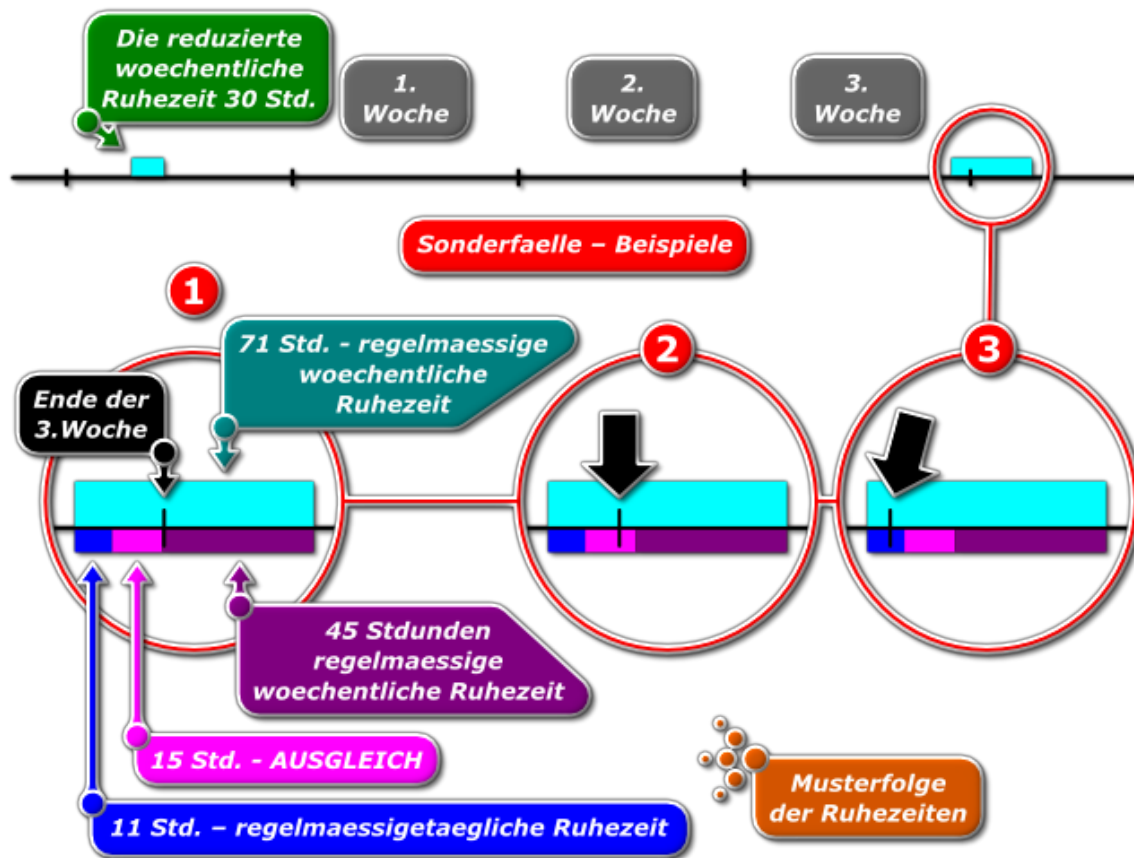 Die reduzierte
woechentliche
Ruhezeit 30 Std.
1.
Woche
2.
Woche
3.
Woche
Sonderfaelle – Beispiele
1
71 Std. - regelmaessige
woechentliche
Ruhezeit
2
3
Ende der
3.Woche
45 Stdunden
regelmaessige
woechentliche Ruhezeit
15 Std. - AUSGLEICH
Musterfolge
der Ruhezeiten
11 Std. – regelmaessigetaegliche Ruhezeit